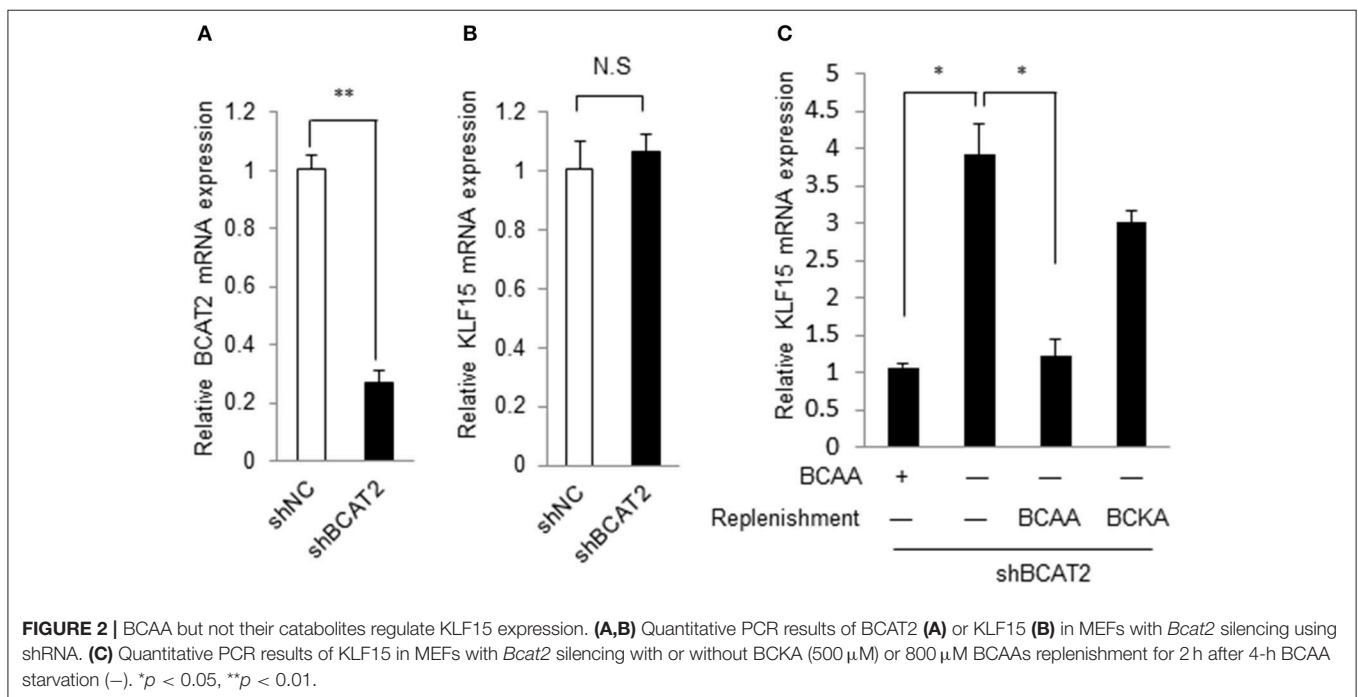 A
Relative BCAT2 mRNA expression
**
1.2
1
0.8
0.6
0.4
0.2
0
shNC
shBCAT2
B
Relative KLF15 mRNA expression
N.S
1.2
1
0.8
0.6
0.4
0.2
0
shNC
shBCAT2
C
Relative KLF15 mRNA expression
* *
5
4.5
4
3.5
3
2.5
2
1.5
1
0.5
0
BCAA + — — —
Replenishment — — BCAA BCKA
shBCAT2
FIGURE 2 | BCAA but not their catabolites regulate KLF15 expression. (A,B) Quantitative PCR results of BCAT2 (A) or KLF15 (B) in MEFs with Bcat2 silencing using
shRNA. (C) Quantitative PCR results of KLF15 in MEFs with Bcat2 silencing with or without BCKA (500 μM) or 800 μM BCAAs replenishment for 2 h after 4-h BCAA
starvation (−). *p < 0.05, **p < 0.01.